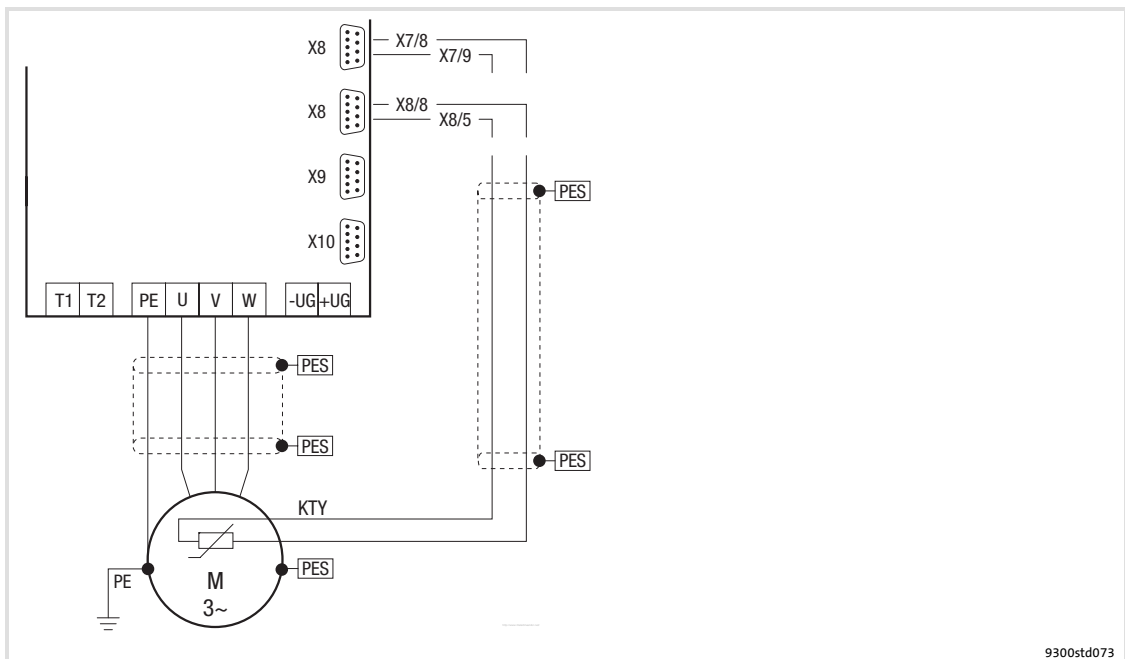 X8
X7/8
X7/9
X8
X8/8
X8/5
X9
X10
PES
T1 T2 PE U V W -UG +UG
PES
PES
PES
KTY
PE
M
3~
PES
9300std073